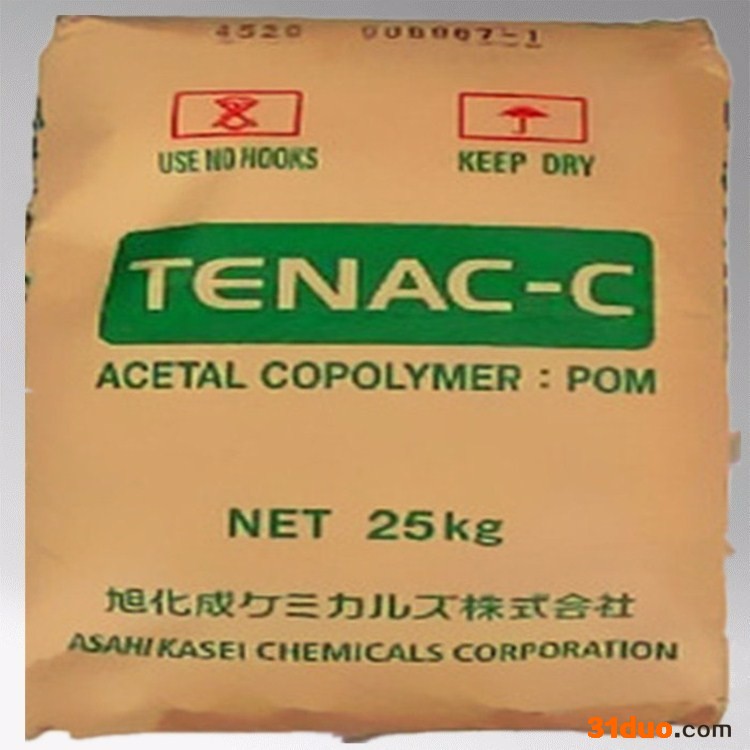 4520
USE NO HOOKS
KEEP DRY
TENAC-C
ACETAL COPOLYMER : POM
NET 25kg
旭化成ケミカルズ株式会社
ASAHI KASEI CHEMICALS CORPORATION
31duo.com